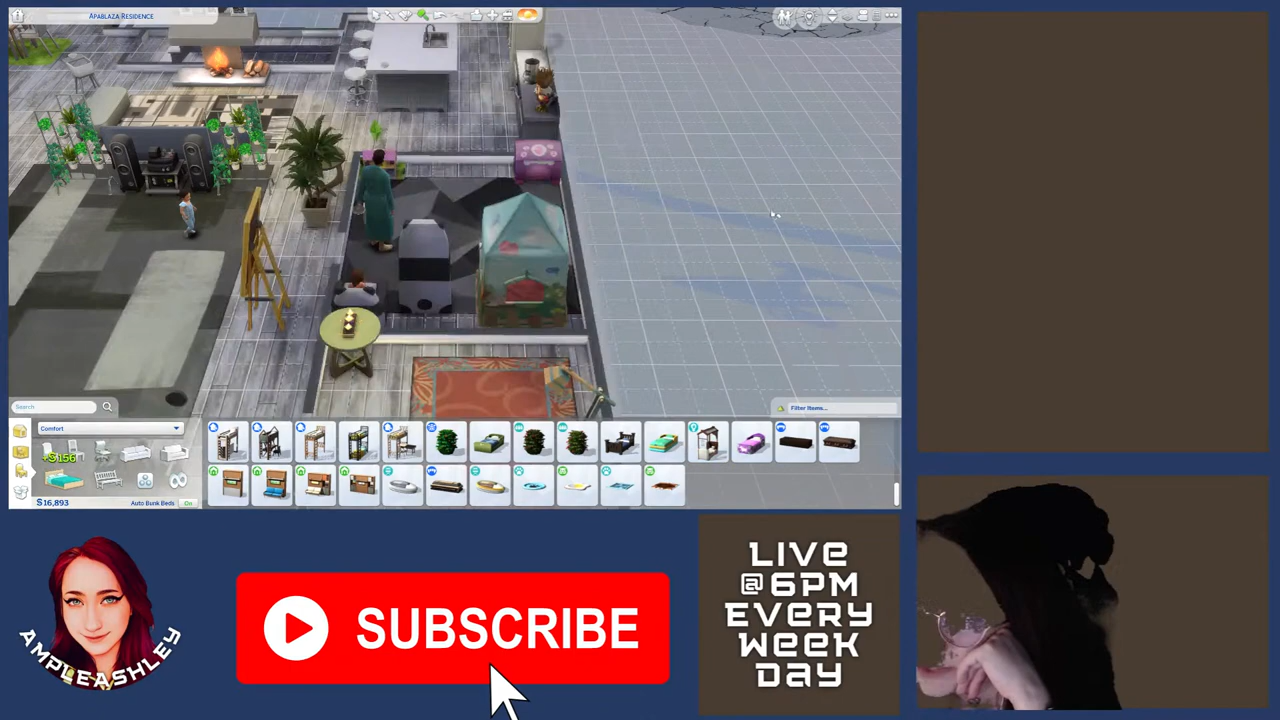 APABLAZA RESIDENCE
Search
Filter Items...
Comfort
+$156
$16,893
Auto Bunk Beds
On
AMPLEASHLEY
SUBSCRIBE
LIVE
@6PM
EVERY
WEEK
DAY